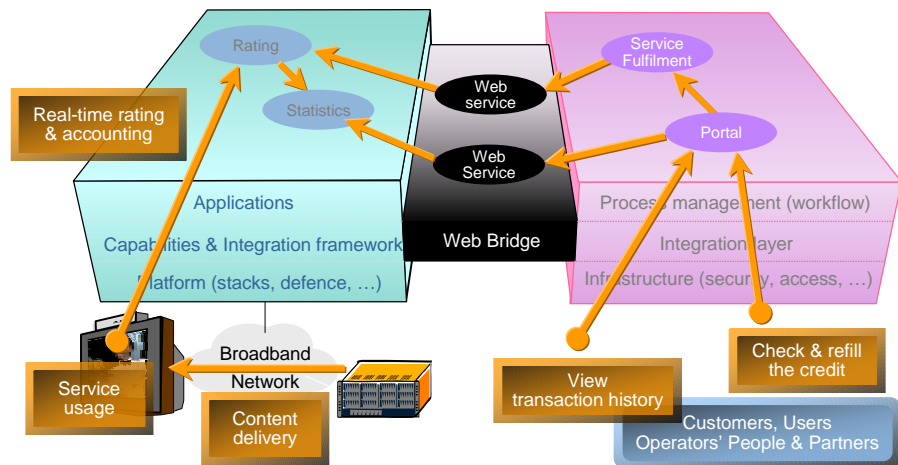 Rating
Service
Fulfilment
Real-time rating
& accounting
Statistics
Web
service
Portal
Web
Service
Applications
Process management (workflow)
Capabilities & Integration framework
Web Bridge
Integration layer
Platform (stacks, defence, …)
Infrastructure (security, access, …)
Broadband
Network
Service
usage
Content
delivery
View
transaction history
Check & refill
the credit
Customers, Users
Operators’ People & Partners